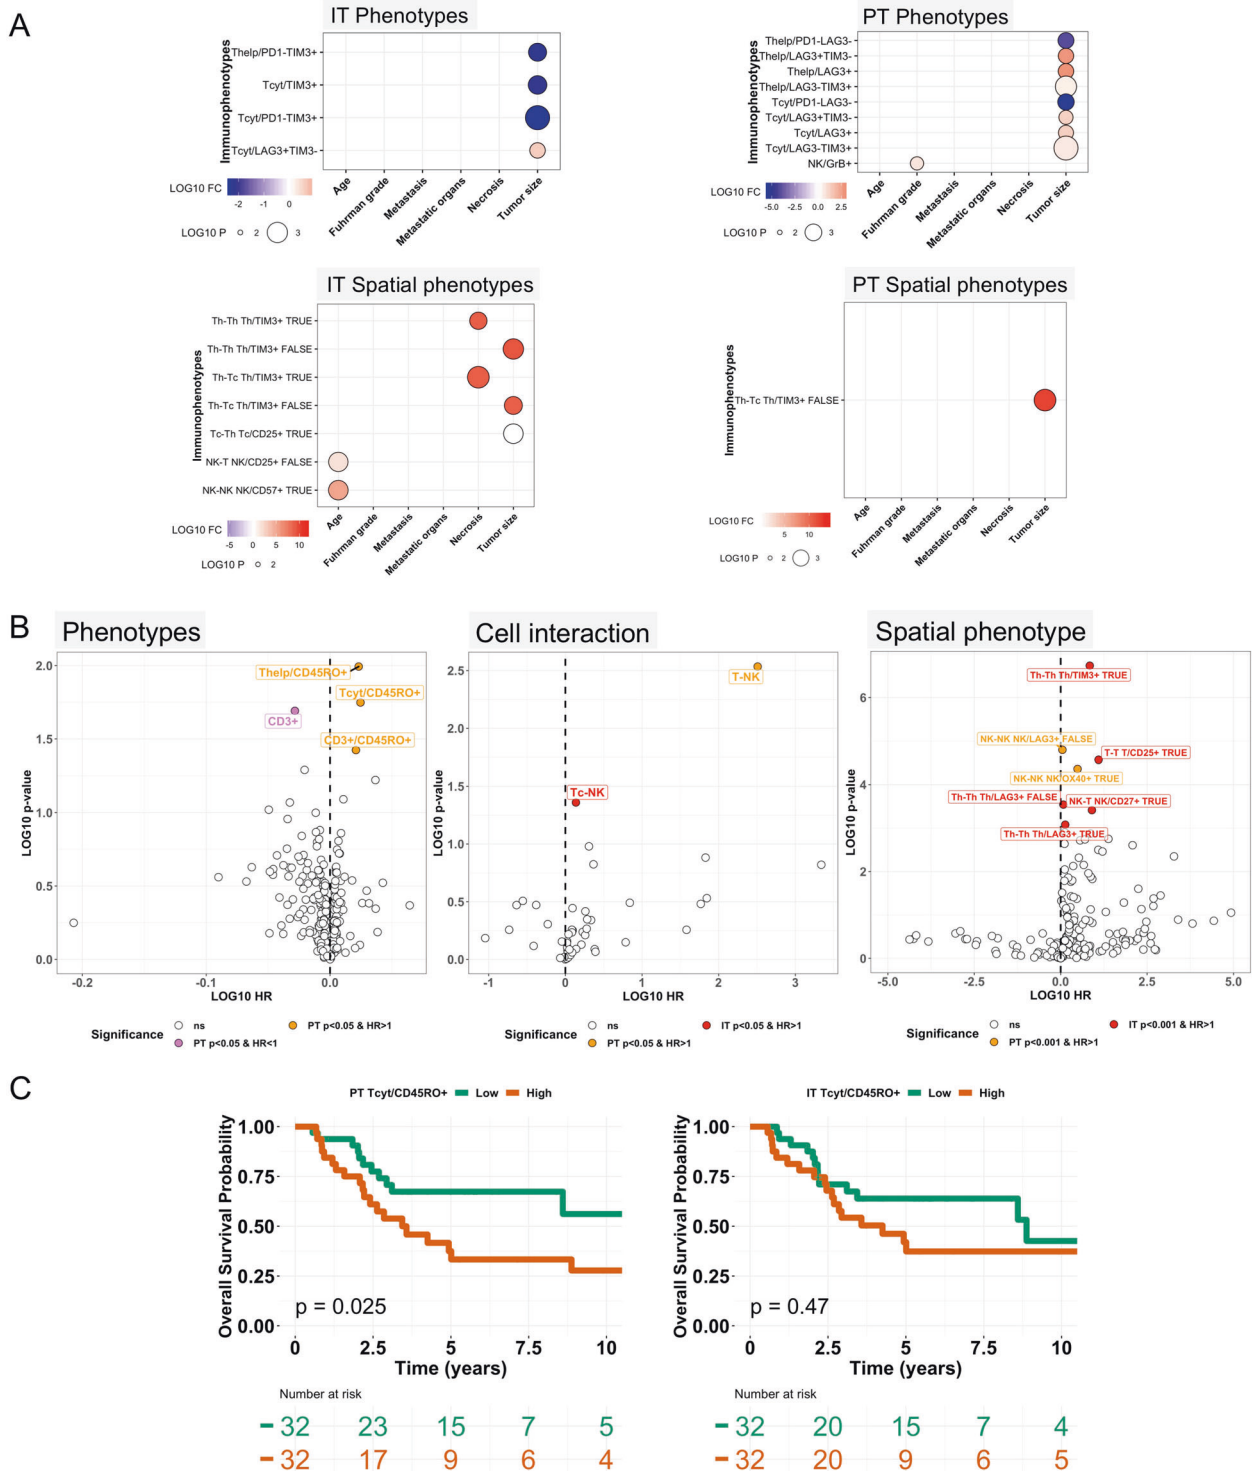 A
IT Phenotypes
Immunophenotypes
Thelp/PD1-TIM3+
Tcyt/TIM3+
Tcyt/PD1-TIM3+
Tcyt/LAG3+TIM3-
Age
Fuhrman grade
Metastasis
Metastatic organs
Necrosis
Tumor size
LOG10 FC
-2 -1 0
LOG10 P 2 3
PT Phenotypes
Immunophenotypes
Thelp/PD1-LAG3-
Thelp/LAG3+TIM3-
Thelp/LAG3+
Thelp/LAG3-TIM3+
Tcyt/PD1-LAG3-
Tcyt/LAG3+TIM3-
Tcyt/LAG3+
Tcyt/LAG3-TIM3+
NK/GrB+
Age
Fuhrman grade
Metastasis
Metastatic organs
Necrosis
Tumor size
LOG10 FC
-5.0 -2.5 0.0 2.5
LOG10 P 2 3
IT Spatial phenotypes
Immunophenotypes
Th-Th Th/TIM3+ TRUE
Th-Th Th/TIM3+ FALSE
Th-Tc Th/TIM3+ TRUE
Th-Tc Th/TIM3+ FALSE
Tc-Th Tc/CD25+ TRUE
NK-T NK/CD25+ FALSE
NK-NK NK/CD57+ TRUE
Age
Fuhrman grade
Metastasis
Metastatic organs
Necrosis
Tumor size
LOG10 FC
-5 0 5 10
LOG10 P 2
PT Spatial phenotypes
Immunophenotypes
Th-Tc Th/TIM3+ FALSE
Age
Fuhrman grade
Metastasis
Metastatic organs
Necrosis
Tumor size
LOG10 FC
5 10
LOG10 P 2 3
B
Phenotypes
LOG10 p-value
2.0
1.5
1.0
0.5
0.0
Thelp/CD45RO+
Tcyt/CD45RO+
CD3+
CD3+/CD45RO+
-0.2 -0.1 0.0
LOG10 HR
Significance
ns
PT p<0.05 & HR<1
PT p<0.05 & HR>1
Cell interaction
LOG10 p-value
2.5
2.0
1.5
1.0
0.5
0.0
T-NK
Tc-NK
-1 0 1 2 3
LOG10 HR
Significance
ns
PT p<0.05 & HR>1
IT p<0.05 & HR>1
Spatial phenotype
LOG10 p-value
6
4
2
0
Th-Th Th/TIM3+ TRUE
NK-NK NK/LAG3+ FALSE
T-T T/CD25+ TRUE
NK-NK NK/OX40+ TRUE
Th-Th Th/LAG3+ FALSE
NK-T NK/CD27+ TRUE
Th-Th Th/LAG3+ TRUE
-5.0 -2.5 0.0 2.5 5.0
LOG10 HR
Significance
ns
PT p<0.001 & HR>1
IT p<0.001 & HR>1
C
PT Tcyt/CD45RO+ Low High
Overall Survival Probability
1.00
0.75
0.50
0.25
0.00
p = 0.025
0 2.5 5 7.5 10
Time (years)
Number at risk
32 23 15 7 5
32 17 9 6 4
IT Tcyt/CD45RO+ Low High
Overall Survival Probability
1.00
0.75
0.50
0.25
0.00
p = 0.47
0 2.5 5 7.5 10
Time (years)
Number at risk
32 20 15 7 4
32 20 9 6 5